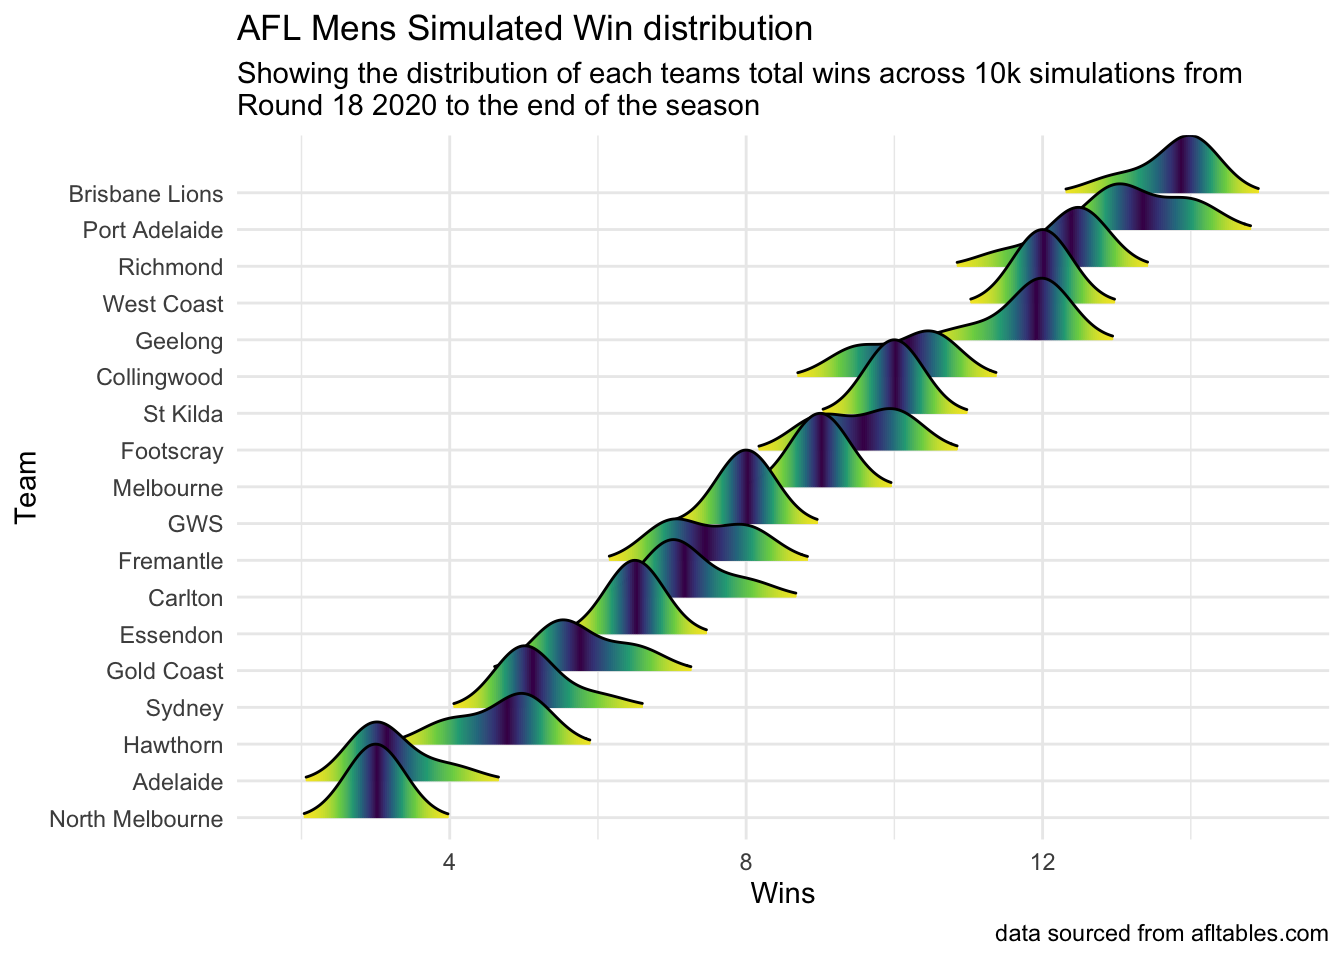 AFL Mens Simulated Win distribution
Showing the distribution of each teams total wins across 10k simulations from
Round 18 2020 to the end of the season
Team
Brisbane Lions
Port Adelaide
Richmond
West Coast
Geelong
Collingwood
St Kilda
Footscray
Melbourne
GWS
Fremantle
Carlton
Essendon
Gold Coast
Sydney
Hawthorn
Adelaide
North Melbourne
4 8 12
Wins
data sourced from afltables.com